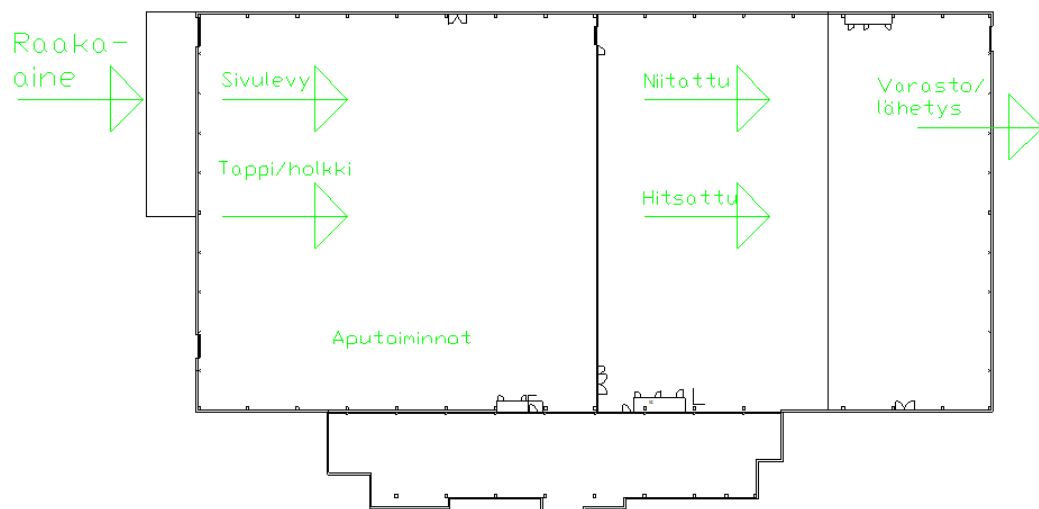 Raaka-
aine
Sivulevy
Tappi/holkki
Aputoiminnot
Niitattu
Hitsattu
Varasto/
lähetys